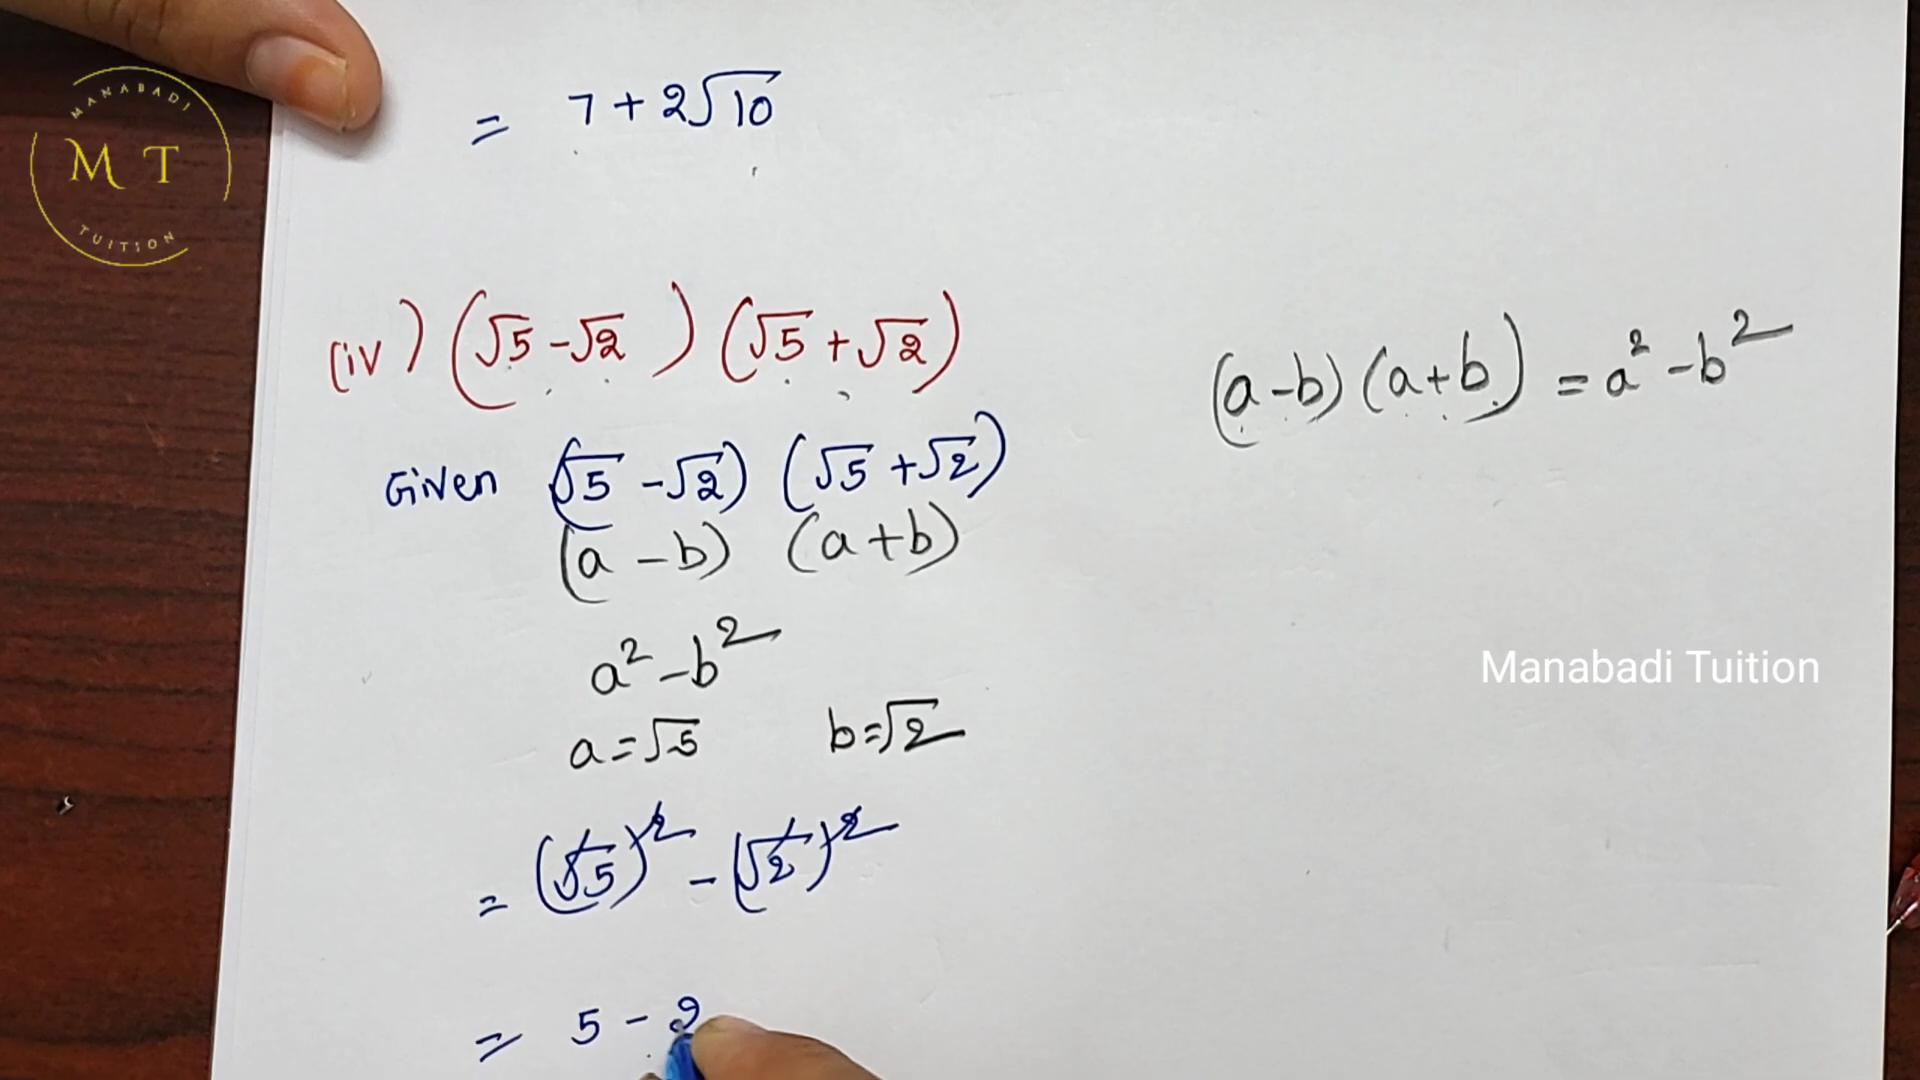 MANABADI
MT
TUITION
= 7 + 2√10
(iv) (√5 - √2) (√5 + √2)
(a - b) (a + b) = a² - b²
Given (√5 - √2) (√5 + √2)
(a - b) (a + b)
a² - b²
a = √5 b = √2
= (√5)² - (√2)²
= 5 - 2
Manabadi Tuition